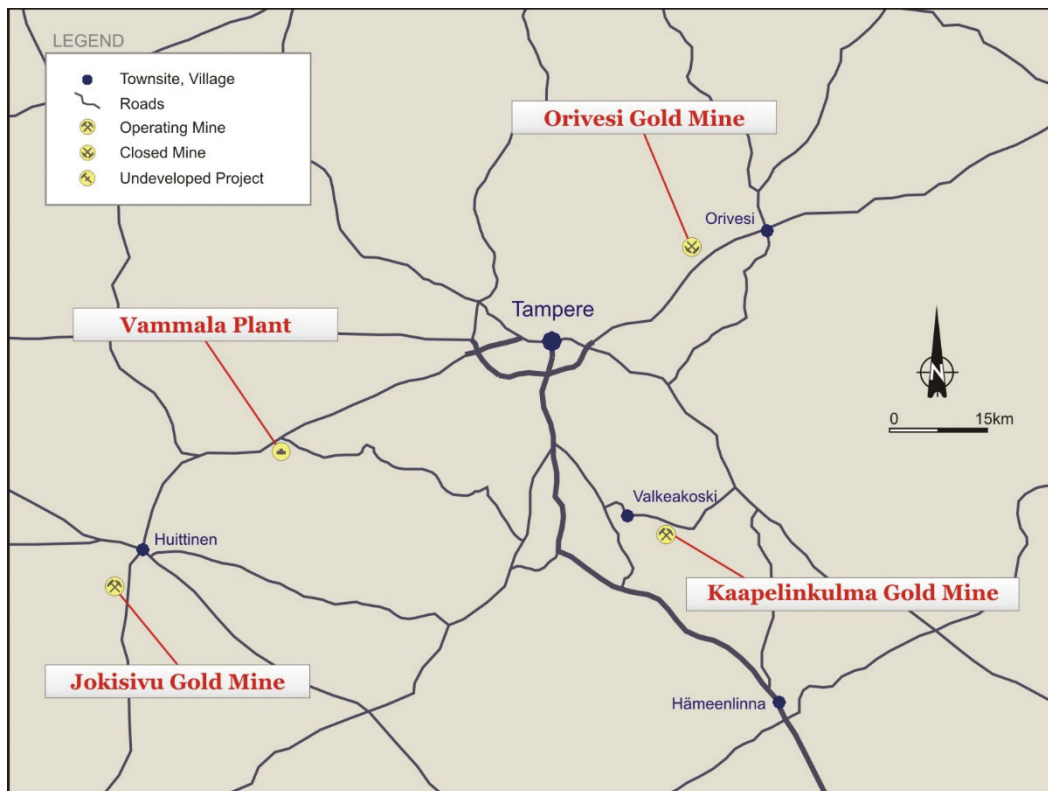 LEGEND
Townsite, Village
Roads
Operating Mine
Closed Mine
Undeveloped Project
Orivesi Gold Mine
Orivesi
Tampere
Vammala Plant
N
0 15km
Valkeakoski
Huittinen
Kaapelinkulma Gold Mine
Jokisivu Gold Mine
Hämeenlinna